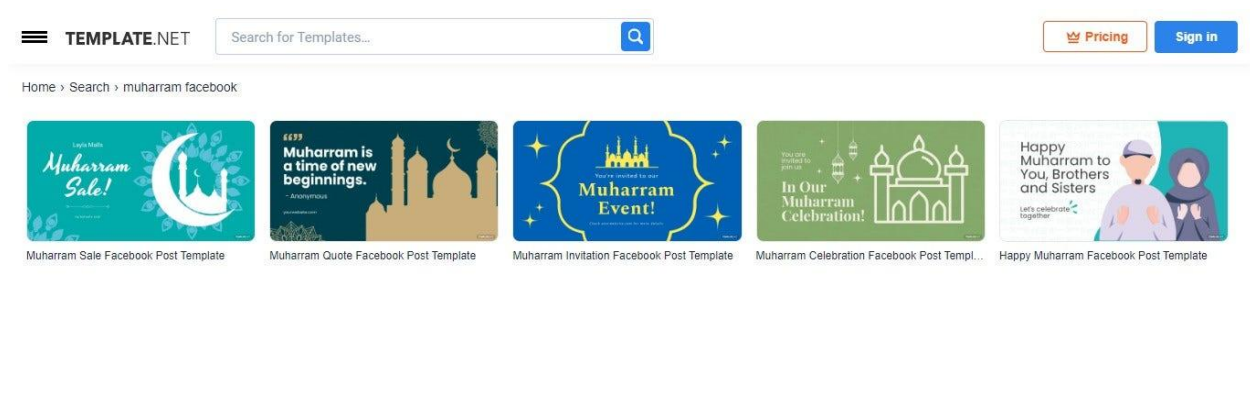 TEMPLATE.NET
Search for Templates...
Pricing
Sign in
Home › Search › muharram facebook
Layla Malls
Muharram
Sale!
Muharram is
a time of new
beginnings.
- Anonymous
yourwebsite.com
You're invited to our
Muharram
Event!
You are
invited to
join us
In Our
Muharram
Celebration!
Happy
Muharram to
You, Brothers
and Sisters
Let's celebrate
together
Muharram Sale Facebook Post Template
Muharram Quote Facebook Post Template
Muharram Invitation Facebook Post Template
Muharram Celebration Facebook Post Templ...
Happy Muharram Facebook Post Template